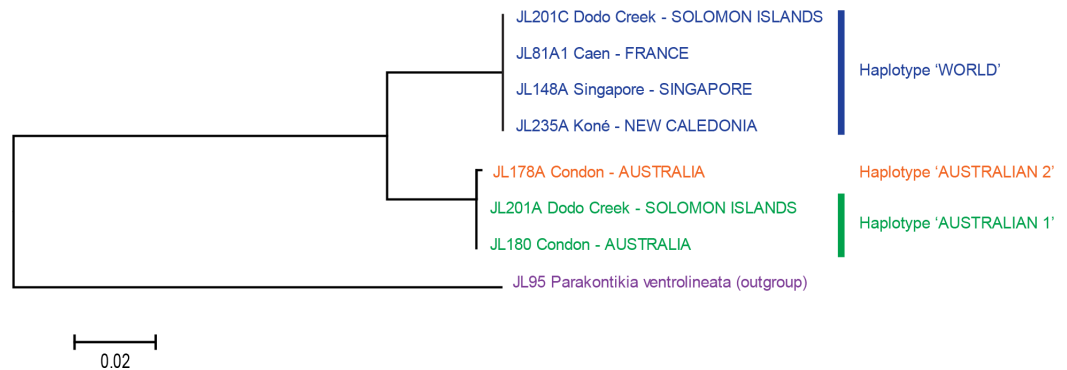 JL201C Dodo Creek - SOLOMON ISLANDS
JL81A1 Caen - FRANCE
Haplotype ‘WORLD’
JL148A Singapore - SINGAPORE
JL235A Koné - NEW CALEDONIA
JL178A Condon - AUSTRALIA
Haplotype ‘AUSTRALIAN 2’
JL201A Dodo Creek - SOLOMON ISLANDS
Haplotype ‘AUSTRALIAN 1’
JL180 Condon - AUSTRALIA
JL95 Parakontikia ventrolineata (outgroup)
0.02